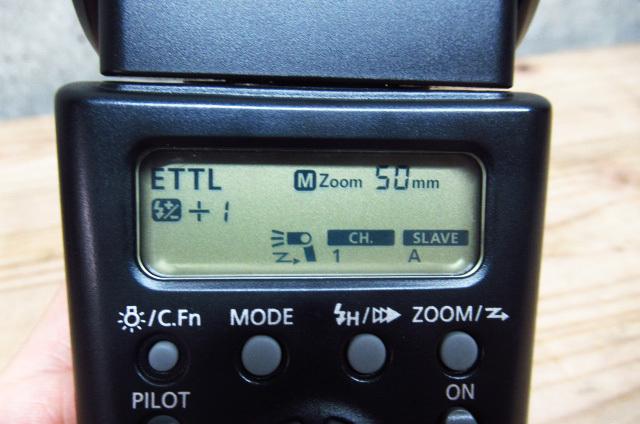 ETTL M Zoom 50mm
+1
CH. SLAVE
1 A
/C.Fn MODE H/ ZOOM/
PILOT ON